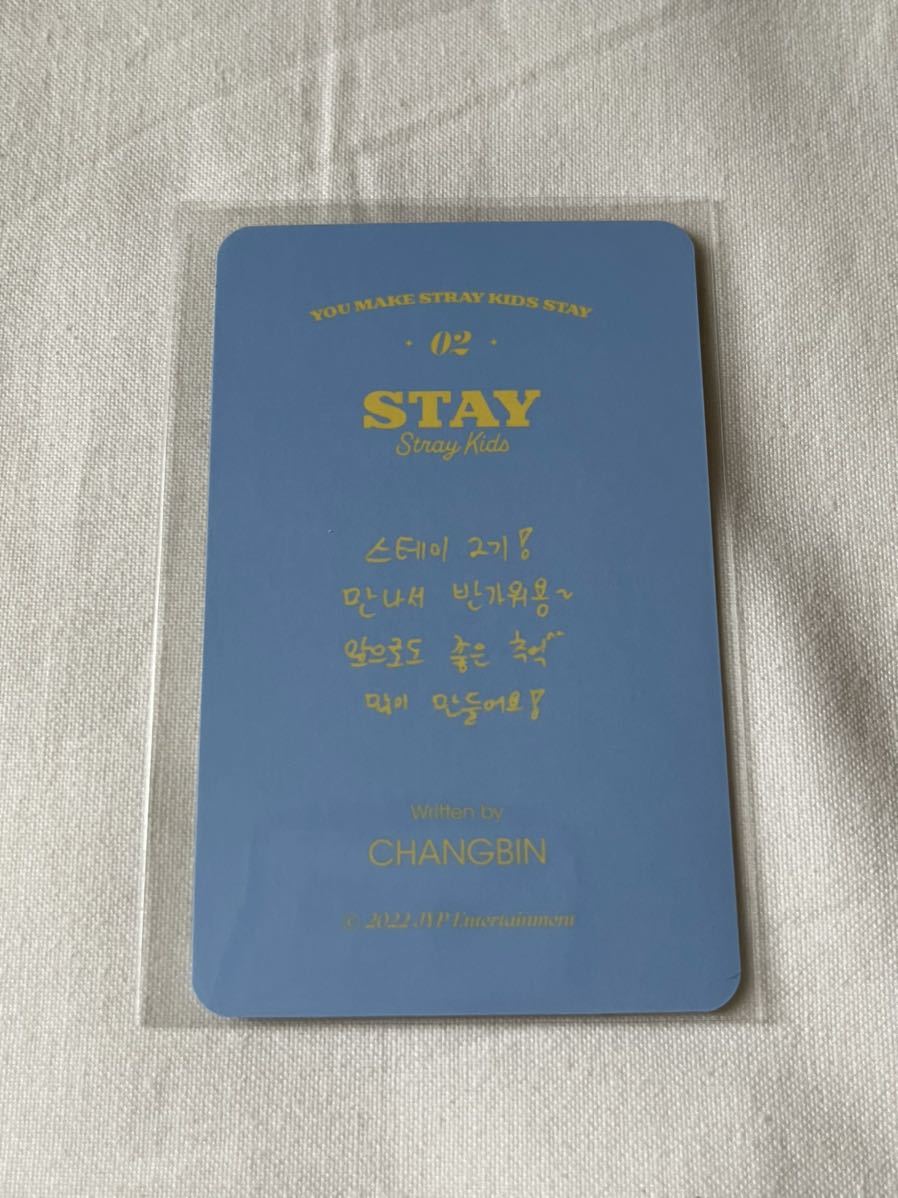 YOU MAKE STRAY KIDS STAY
02
STAY
Stray Kids
스테이 2기!
만나서 반가워용~
앞으로도 좋은 추억^^
많이 만들어요!
Written by
CHANGBIN
© 2022 JYP Entertainment